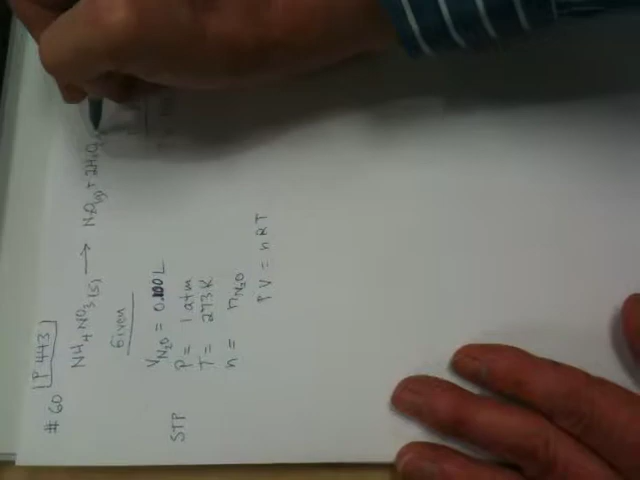 # 60 P 443
NH4NO3(s) → N2O(g) + 2H2O
Given
VN2O = 0.100 L
STP P = 1 atm
T = 273 K
n = nN2O
PV = nRT